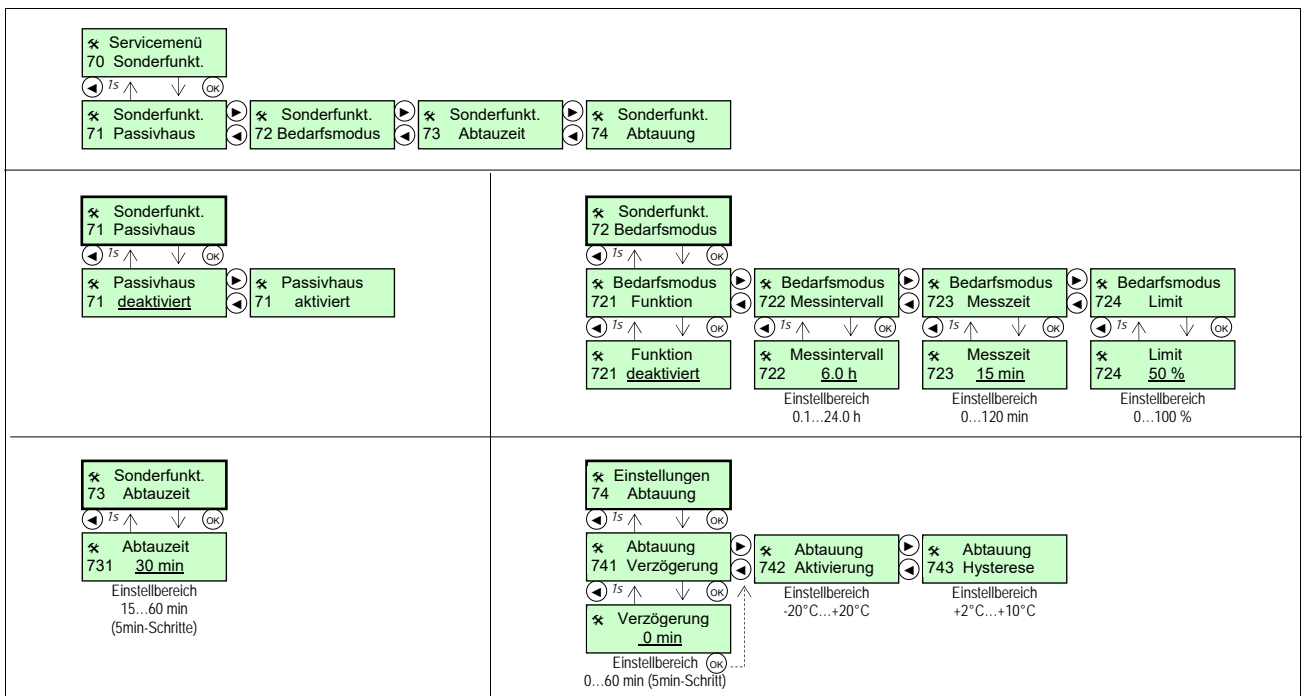 Servicemenü
70 Sonderfunkt.
1s OK
Sonderfunkt.
71 Passivhaus
Sonderfunkt.
72 Bedarfsmodus
Sonderfunkt.
73 Abtauzeit
Sonderfunkt.
74 Abtauung
Sonderfunkt.
71 Passivhaus
1s OK
Passivhaus
71 deaktiviert
Passivhaus
71 aktiviert
Sonderfunkt.
72 Bedarfsmodus
1s OK
Bedarfsmodus
721 Funktion
Bedarfsmodus
722 Messintervall
Bedarfsmodus
723 Messzeit
Bedarfsmodus
724 Limit
1s OK
1s OK
1s OK
1s OK
Funktion
721 deaktiviert
Messintervall
722 6.0 h
Einstellbereich
0.1…24.0 h
Messzeit
723 15 min
Einstellbereich
0…120 min
Limit
724 50 %
Einstellbereich
0…100 %
Sonderfunkt.
73 Abtauzeit
1s OK
Abtauzeit
731 30 min
Einstellbereich
15…60 min
(5min-Schritte)
Einstellungen
74 Abtauung
1s OK
Abtauung
741 Verzögerung
Abtauung
742 Aktivierung
Einstellbereich
-20°C…+20°C
Abtauung
743 Hysterese
Einstellbereich
+2°C…+10°C
1s OK
Verzögerung
0 min
Einstellbereich OK
0…60 min (5min-Schritt)